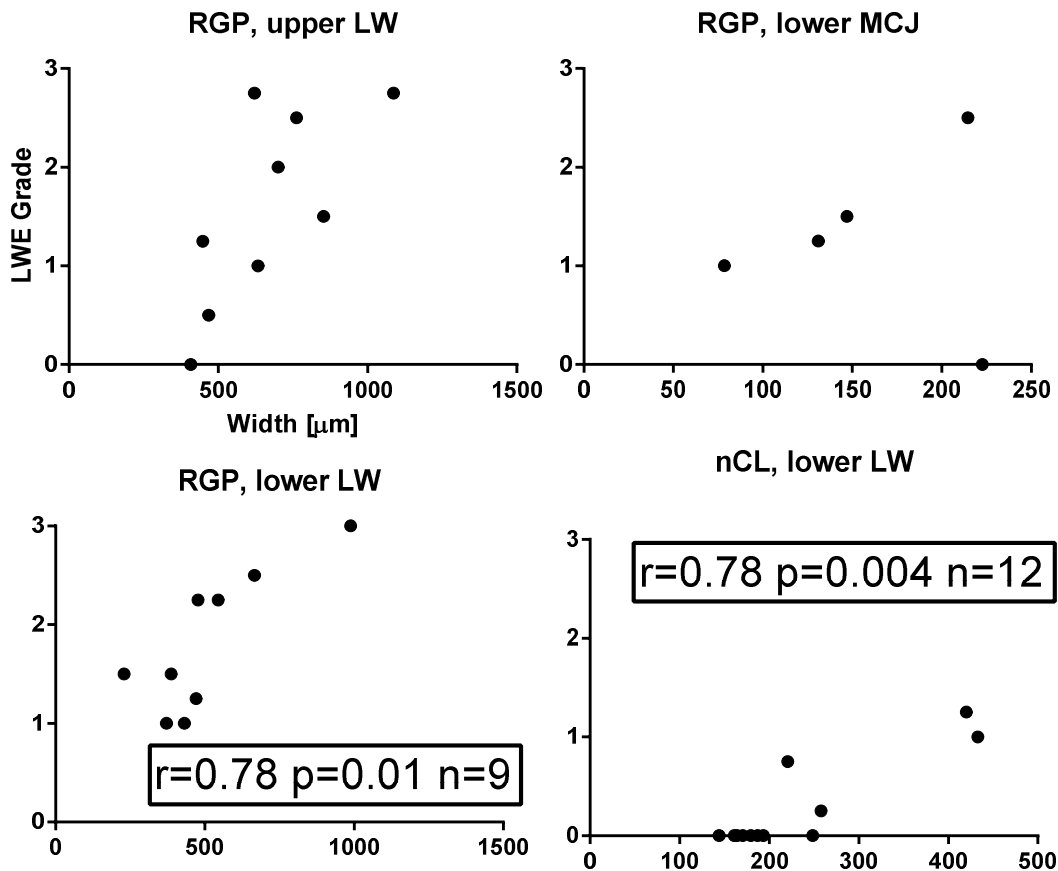 RGP, upper LW
3
2
1
0
LWE Grade
0 500 1000 1500
Width [μm]
RGP, lower MCJ
3
2
1
0
0 50 100 150 200 250
RGP, lower LW
3
2
1
0
r=0.78 p=0.01 n=9
0 500 1000 1500
nCL, lower LW
3
r=0.78 p=0.004 n=12
2
1
0
0 100 200 300 400 500